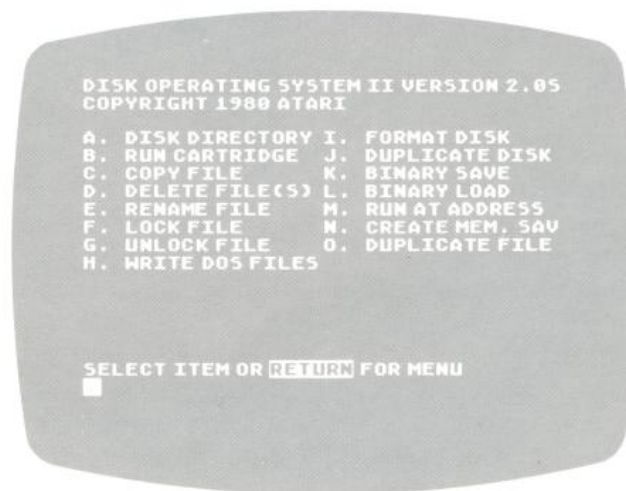 DISK OPERATING SYSTEM II VERSION 2.0S
COPYRIGHT 1980 ATARI
A. DISK DIRECTORY I. FORMAT DISK
B. RUN CARTRIDGE J. DUPLICATE DISK
C. COPY FILE K. BINARY SAVE
D. DELETE FILE(S) L. BINARY LOAD
E. RENAME FILE M. RUN AT ADDRESS
F. LOCK FILE N. CREATE MEM. SAV
G. UNLOCK FILE O. DUPLICATE FILE
H. WRITE DOS FILES
SELECT ITEM OR RETURN FOR MENU